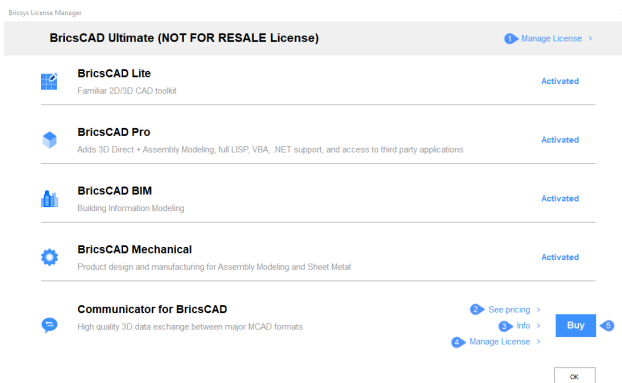 Bricsys License Manager
BricsCAD Ultimate (NOT FOR RESALE License)
1 Manage License >
BricsCAD Lite
Familiar 2D/3D CAD toolkit
Activated
BricsCAD Pro
Adds 3D Direct + Assembly Modeling, full LISP, VBA, .NET support, and access to third party applications
Activated
BricsCAD BIM
Building Information Modeling
Activated
BricsCAD Mechanical
Product design and manufacturing for Assembly Modeling and Sheet Metal
Activated
Communicator for BricsCAD
High quality 3D data exchange between major MCAD formats
2 See pricing >
3 Info >
4 Manage License >
Buy 5
OK